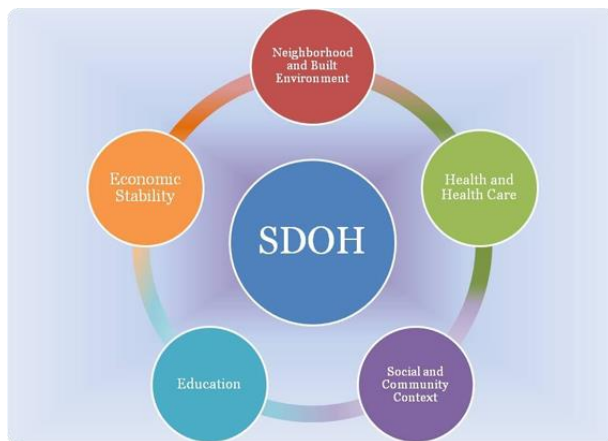 Neighborhood
and Built
Environment
Economic
Stability
Health and
Health Care
SDOH
Education
Social and
Community
Context